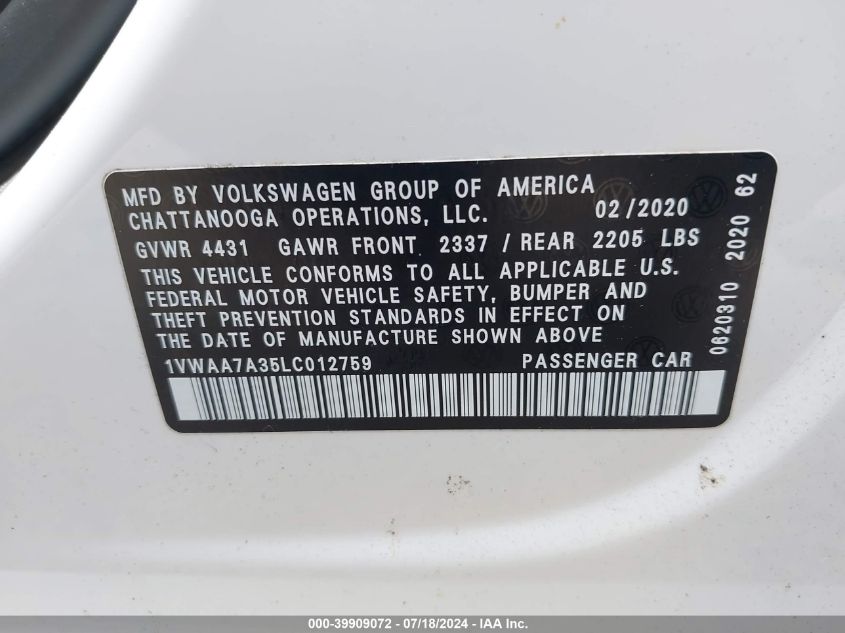 MFD BY VOLKSWAGEN GROUP OF AMERICA
CHATTANOOGA OPERATIONS, LLC. 02/2020
GVWR 4431 GAWR FRONT 2337 / REAR 2205 LBS
THIS VEHICLE CONFORMS TO ALL APPLICABLE U.S.
FEDERAL MOTOR VEHICLE SAFETY, BUMPER AND
THEFT PREVENTION STANDARDS IN EFFECT ON
THE DATE OF MANUFACTURE SHOWN ABOVE
1VWAA7A35LC012759 PASSENGER CAR
0620310 2020 62
000-39909072 - 07/18/2024 - IAA Inc.